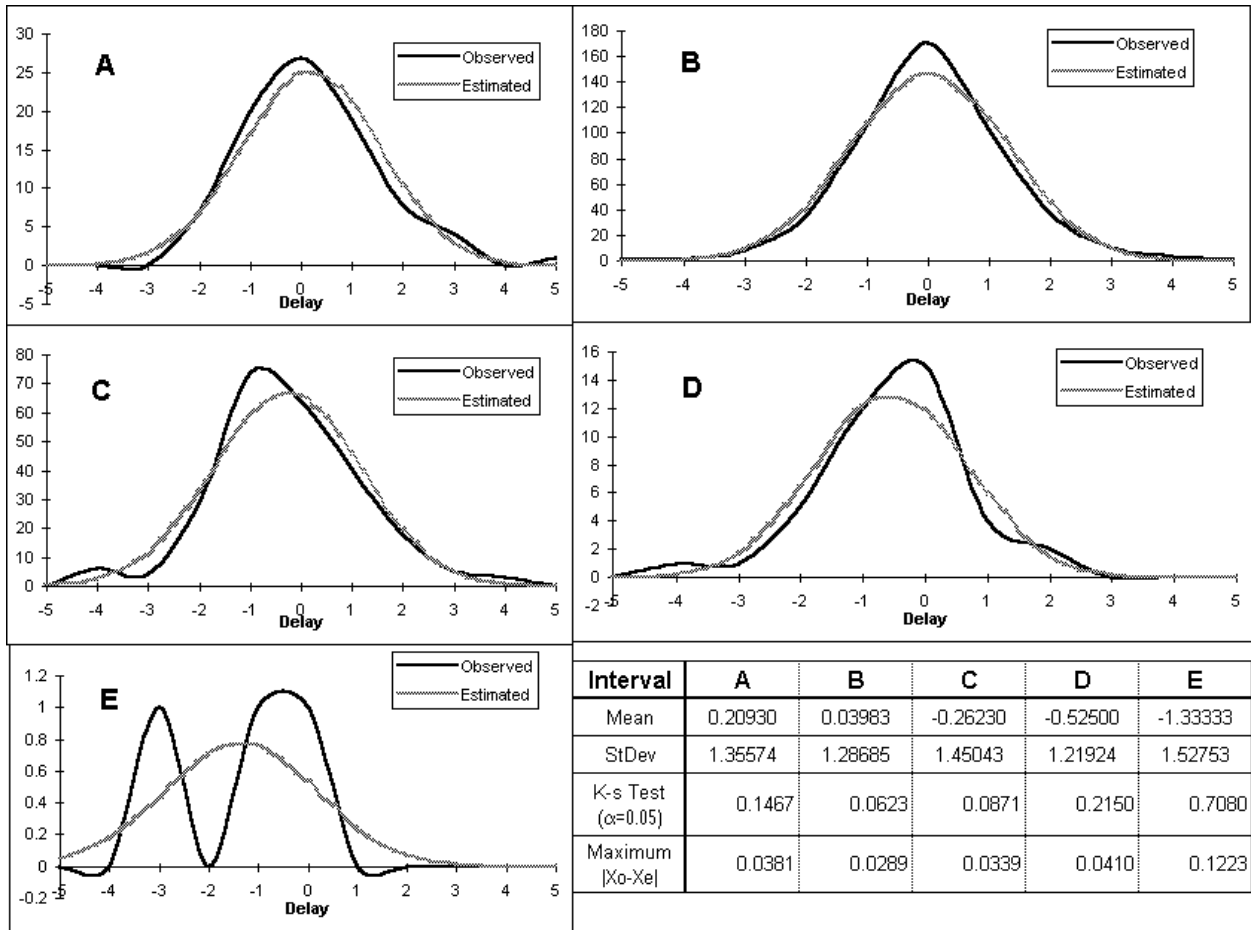 A
30
25
20
15
10
5
0
-5
-5 -4 -3 -2 -1 0 1 2 3 4 5
Delay
Observed
Estimated
B
180
160
140
120
100
80
60
40
20
0
-5 -4 -3 -2 -1 0 1 2 3 4 5
Delay
Observed
Estimated
C
80
70
60
50
40
30
20
10
0
-5 -4 -3 -2 -1 0 1 2 3 4 5
Delay
Observed
Estimated
D
16
14
12
10
8
6
4
2
0
-2
-5 -4 -3 -2 -1 0 1 2 3 4 5
Delay
Observed
Estimated
E
1.2
1
0.8
0.6
0.4
0.2
0
-0.2
-5 -4 -3 -2 -1 0 1 2 3 4 5
Delay
Observed
Estimated
Interval A B C D E
Mean 0.20930 0.03983 -0.26230 -0.52500 -1.33333
StDev 1.35574 1.28685 1.45043 1.21924 1.52753
K-s Test
(α=0.05) 0.1467 0.0623 0.0871 0.2150 0.7080
Maximum
|Xo-Xe| 0.0381 0.0289 0.0339 0.0410 0.1223